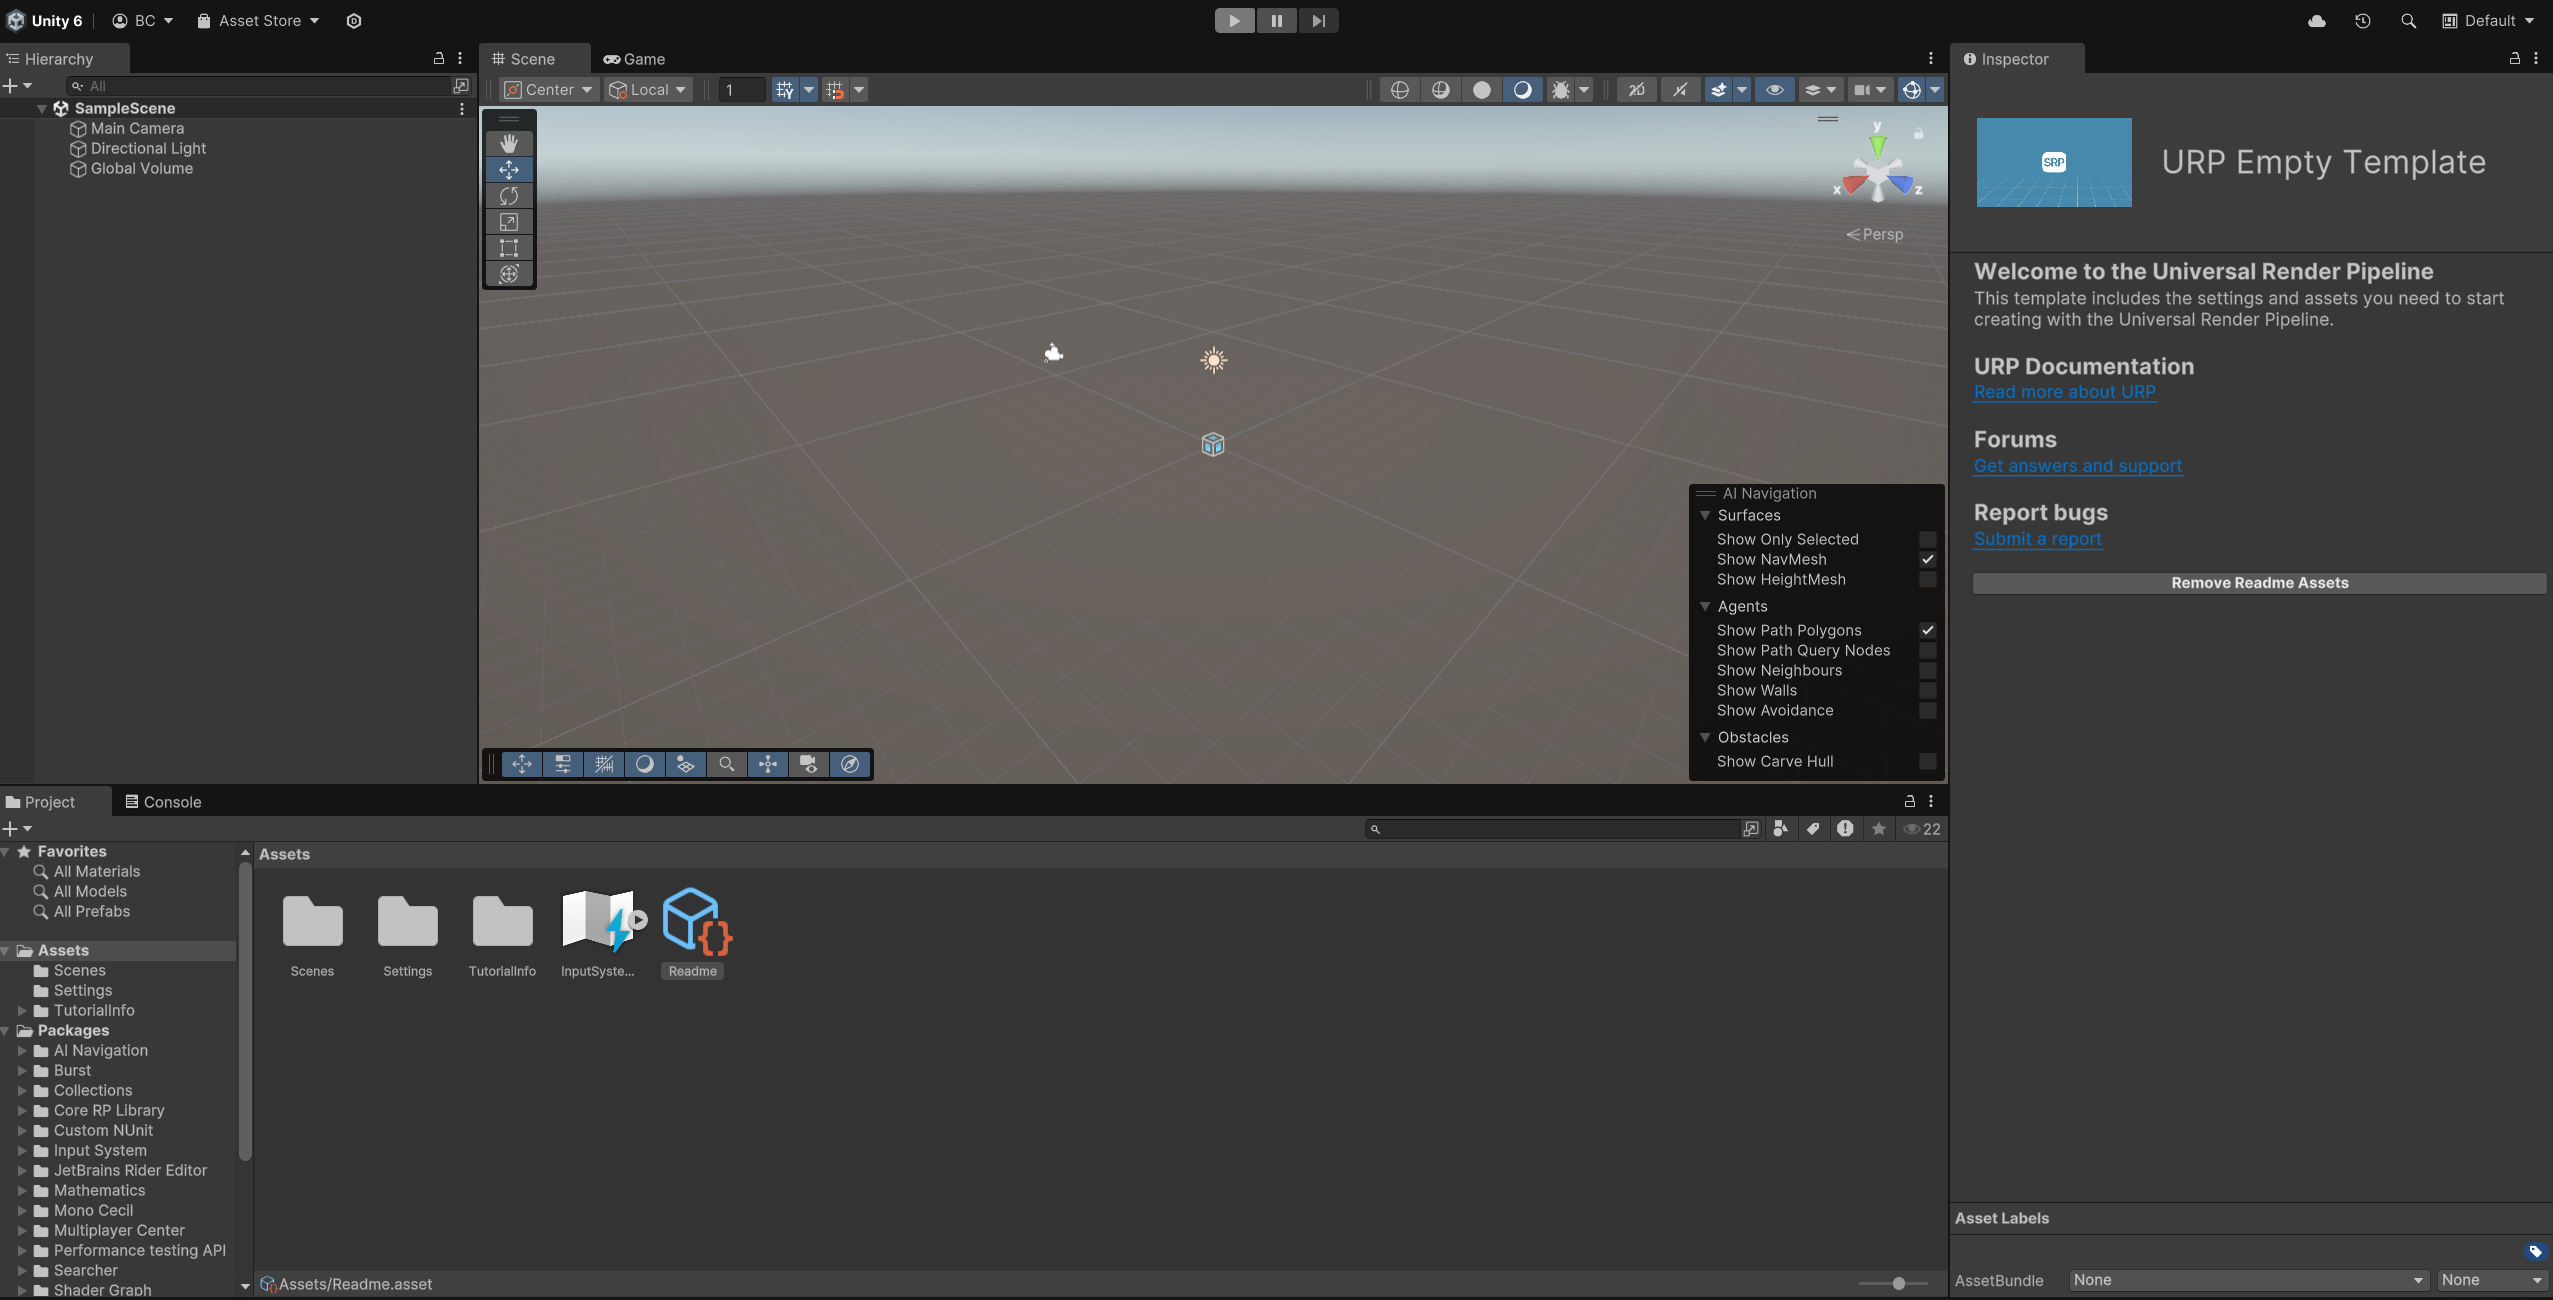 Unity 6
BC
Asset Store
Default
Hierarchy
All
SampleScene
Main Camera
Directional Light
Global Volume
Scene
Game
Center
Local
1
2D
y
x
z
Persp
AI Navigation
Surfaces
Show Only Selected
Show NavMesh
Show HeightMesh
Agents
Show Path Polygons
Show Path Query Nodes
Show Neighbours
Show Walls
Show Avoidance
Obstacles
Show Carve Hull
Inspector
SRP
URP Empty Template
Welcome to the Universal Render Pipeline
This template includes the settings and assets you need to start
creating with the Universal Render Pipeline.
URP Documentation
Read more about URP
Forums
Get answers and support
Report bugs
Submit a report
Remove Readme Assets
Asset Labels
AssetBundle
None
None
Project
Console
22
Favorites
All Materials
All Models
All Prefabs
Assets
Scenes
Settings
TutorialInfo
Packages
AI Navigation
Burst
Collections
Core RP Library
Custom NUnit
Input System
JetBrains Rider Editor
Mathematics
Mono Cecil
Multiplayer Center
Performance testing API
Searcher
Shader Graph
Assets
Scenes
Settings
TutorialInfo
InputSyste...
Readme
Assets/Readme.asset